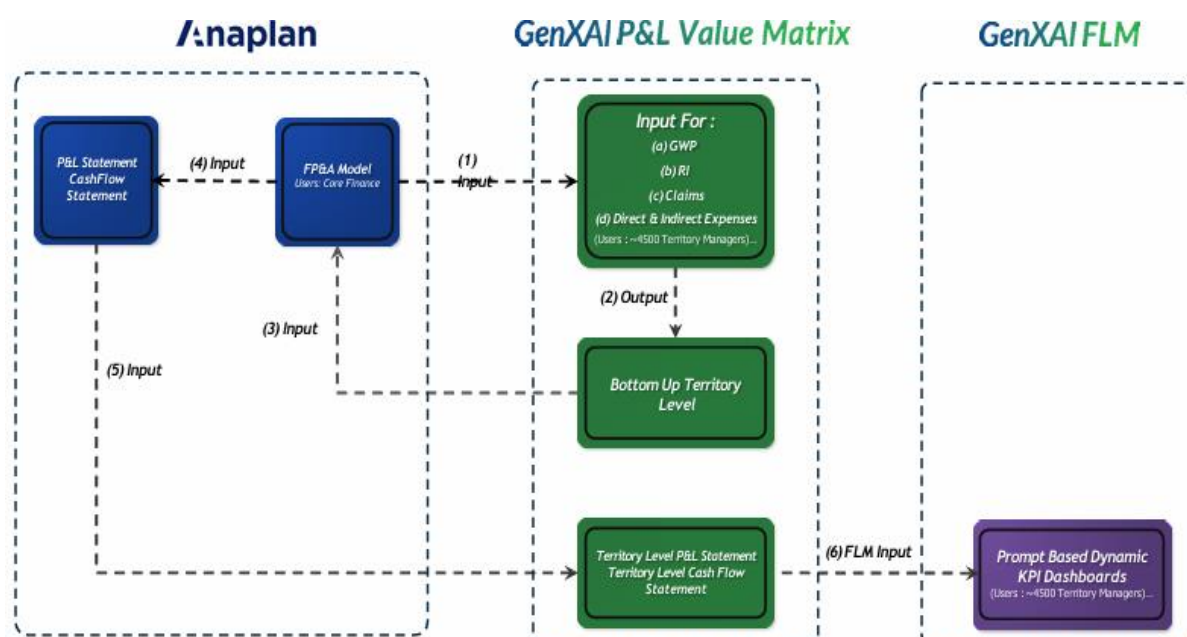 Anaplan
GenXAI P&L Value Matrix
GenXAI FLM
P&L Statement
CashFlow
Statement
(4) Input
FP&A Model
Users: Core Finance
(1)
Input
Input For :
(a) GWP
(b) RI
(c) Claims
(d) Direct & Indirect Expenses
(Users : ~4500 Territory Managers)...
(2) Output
(3) Input
(5) Input
Bottom Up Territory
Level
Territory Level P&L Statement
Territory Level Cash Flow
Statement
(6) FLM Input
Prompt Based Dynamic
KPI Dashboards
(Users : ~4500 Territory Managers)...